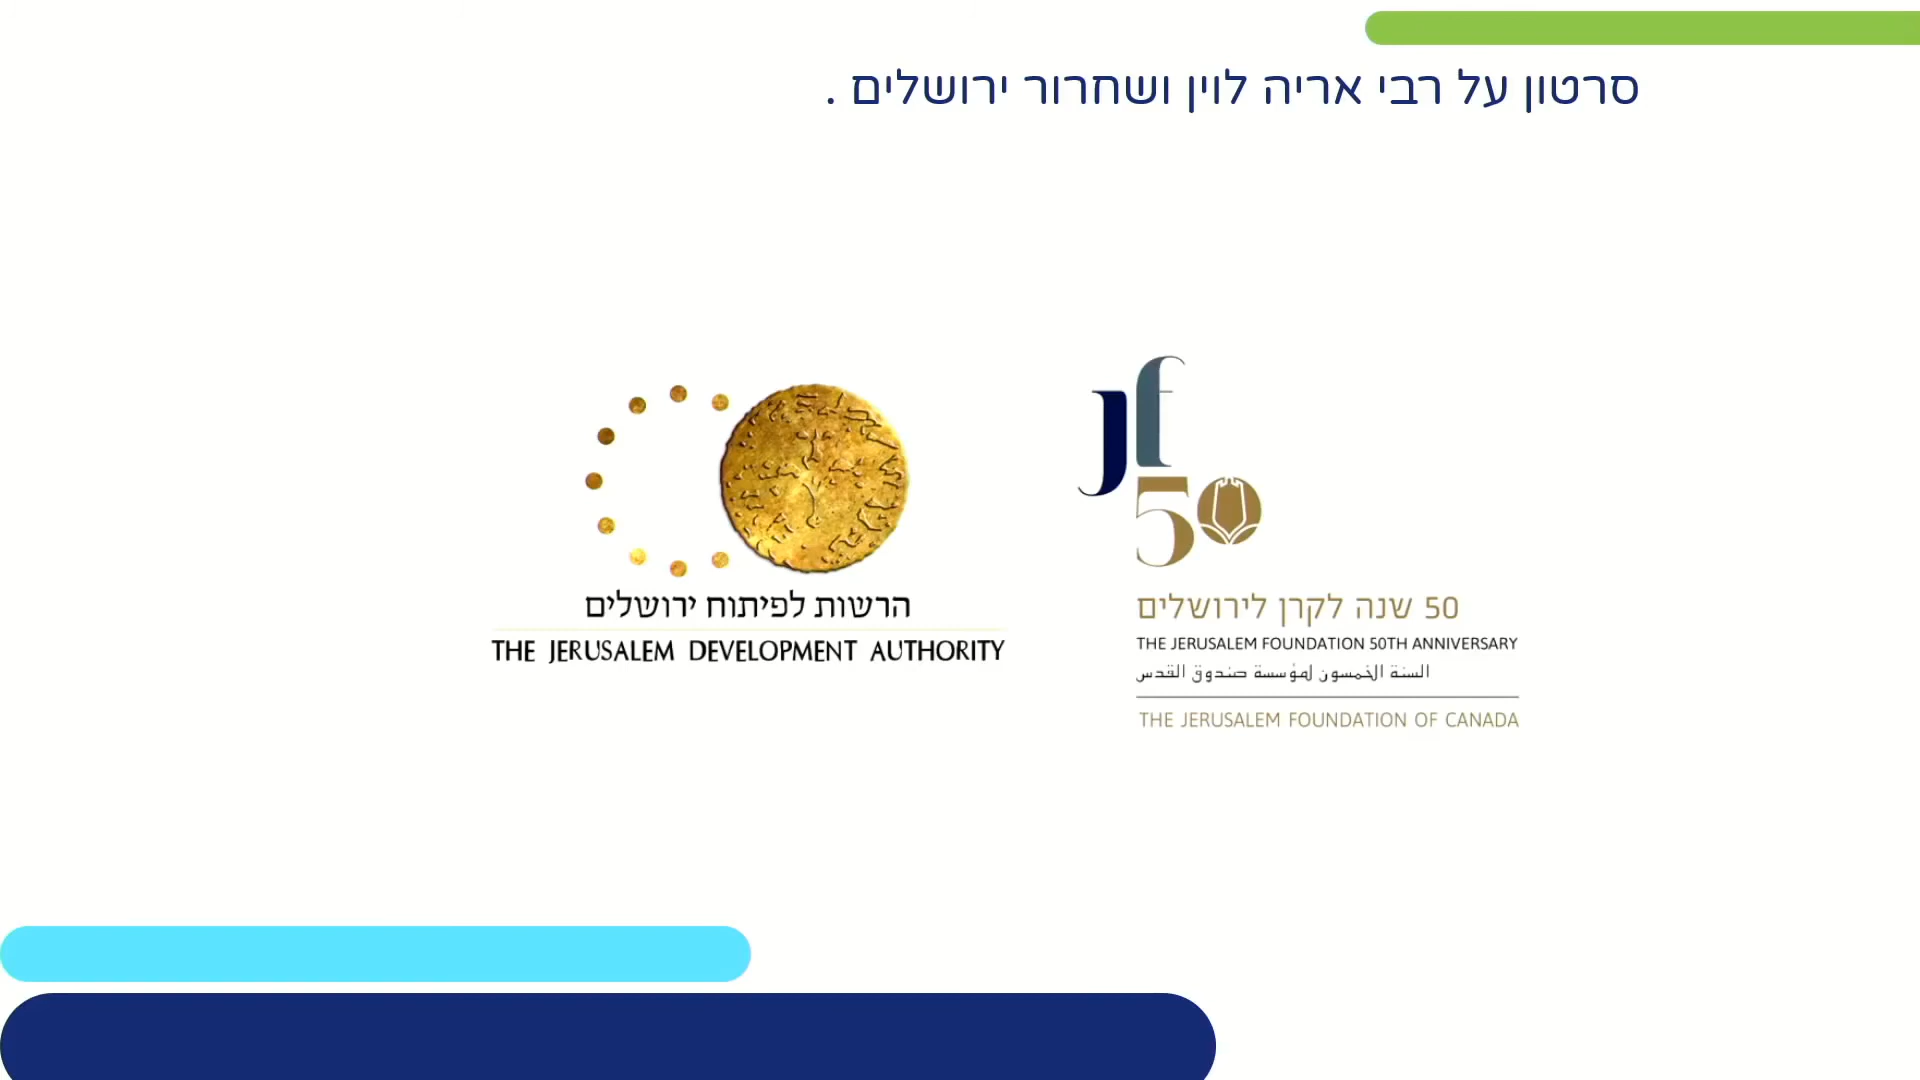 סרטון על רבי אריה לוין ושחרור ירושלים .
jf
50
הרשות לפיתוח ירושלים
THE JERUSALEM DEVELOPMENT AUTHORITY
50 שנה לקרן לירושלים
THE JERUSALEM FOUNDATION 50TH ANNIVERSARY
السنة الخمسون لمؤسسة صندوق القدس
THE JERUSALEM FOUNDATION OF CANADA